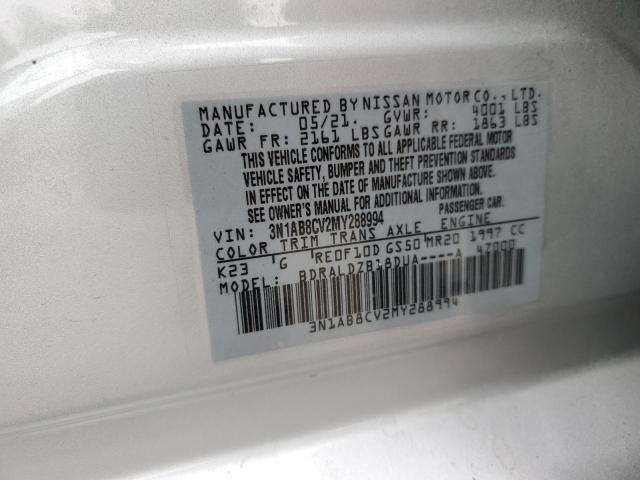 MANUFACTURED BY NISSAN MOTOR CO., LTD.
DATE: 05/21. GVWR: 4001 LBS
GAWR FR: 2161 LBS GAWR RR: 1863 LBS
THIS VEHICLE CONFORMS TO ALL APPLICABLE FEDERAL MOTOR
VEHICLE SAFETY, BUMPER AND THEFT PREVENTION STANDARDS
IN EFFECT ON THE DATE OF MANUFACTURE SHOWN ABOVE.
SEE OWNER'S MANUAL FOR ADDITIONAL INFORMATION.
VIN: 3N1AB8CV2MY288994 PASSENGER CAR.
COLOR TRIM TRANS AXLE ENGINE
K23 G RE0F10D GS50 MR20 1997 CC
MODEL: BDRALDZB18DUA----A 47000
3N1AB8CV2MY288994